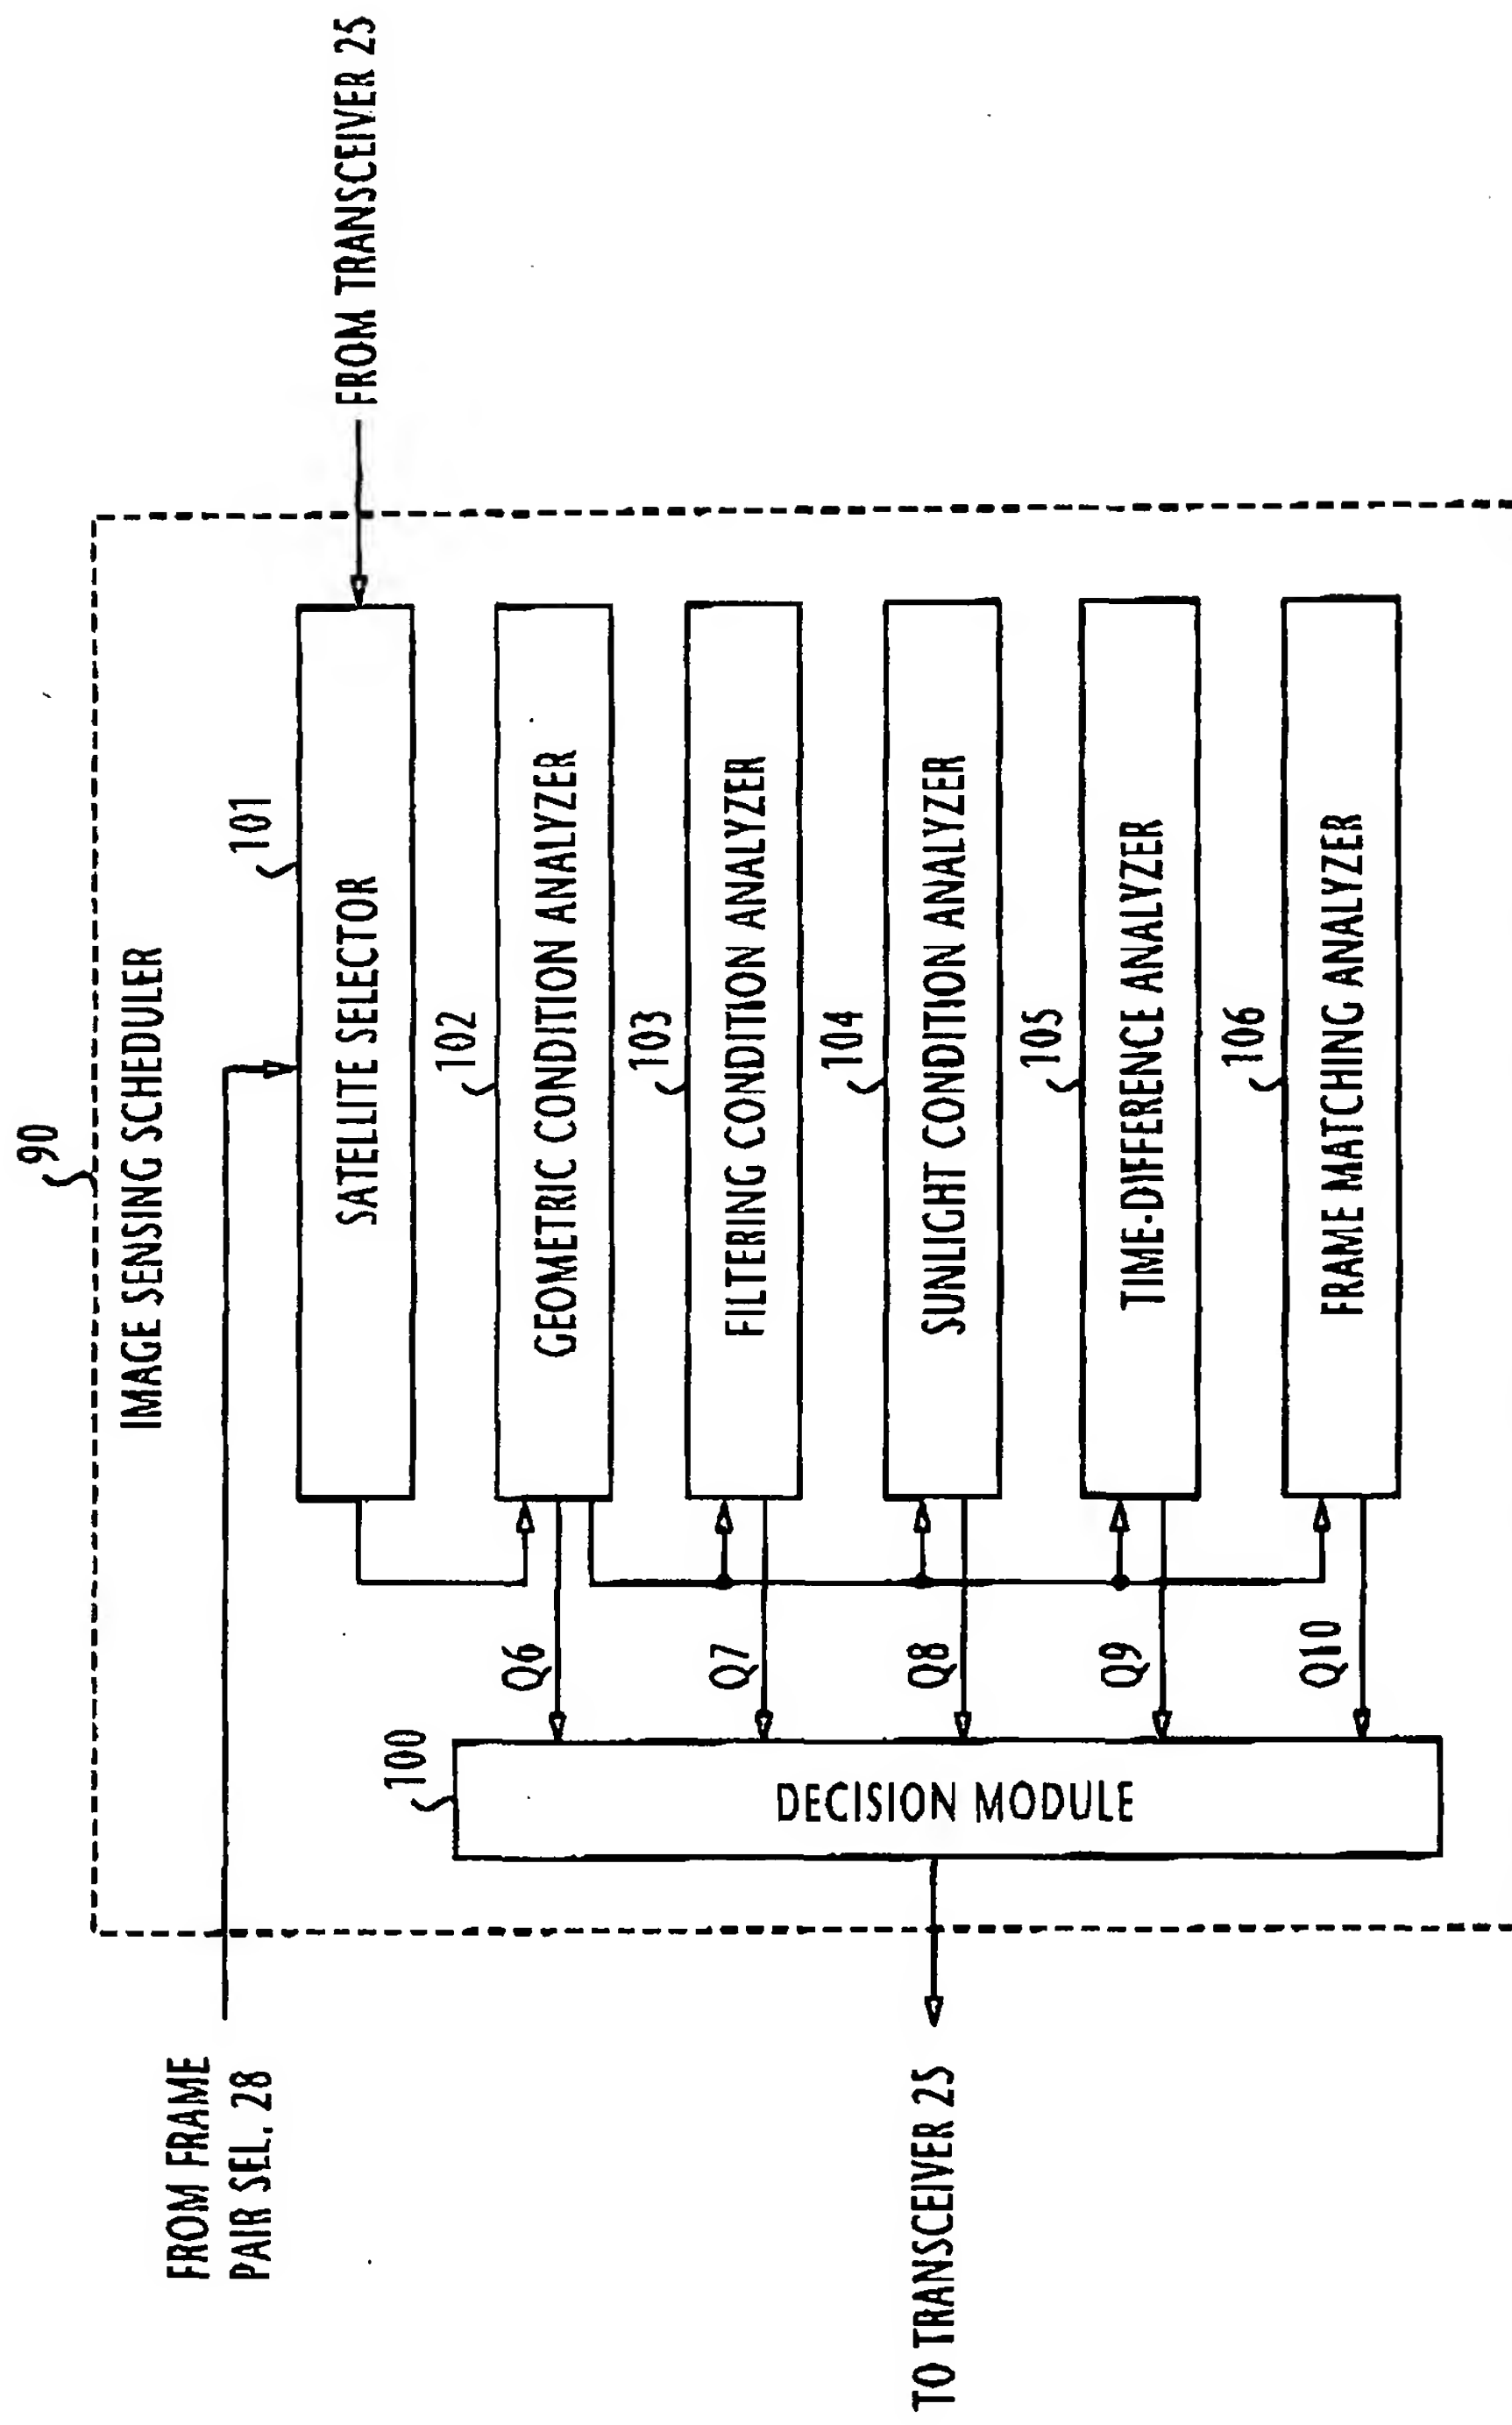 90
IMAGE SENSING SCHEDULER
FROM FRAME
PAIR SEL. 28
101
SATELLITE SELECTOR
FROM TRANSCEIVER 25
102
GEOMETRIC CONDITION ANALYZER
103
FILTERING CONDITION ANALYZER
104
SUNLIGHT CONDITION ANALYZER
105
TIME-DIFFERENCE ANALYZER
106
FRAME MATCHING ANALYZER
Q6
Q7
Q8
Q9
Q10
100
DECISION MODULE
TO TRANSCEIVER 25